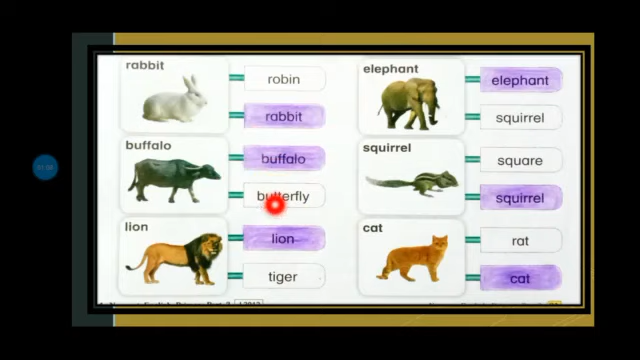 rabbit
robin
rabbit
buffalo
buffalo
butterfly
lion
lion
tiger
elephant
elephant
squirrel
squirrel
square
squirrel
cat
rat
cat